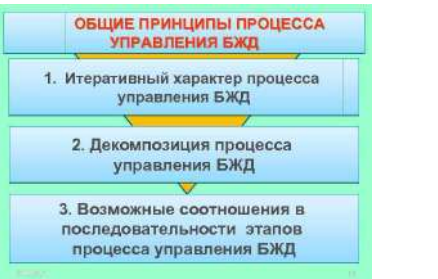 ОБЩИЕ ПРИНЦИПЫ ПРОЦЕССА
УПРАВЛЕНИЯ БЖД
1. Итеративный характер процесса
управления БЖД
2. Декомпозиция процесса
управления БЖД
3. Возможные соотношения в
последовательности этапов
процесса управления БЖД